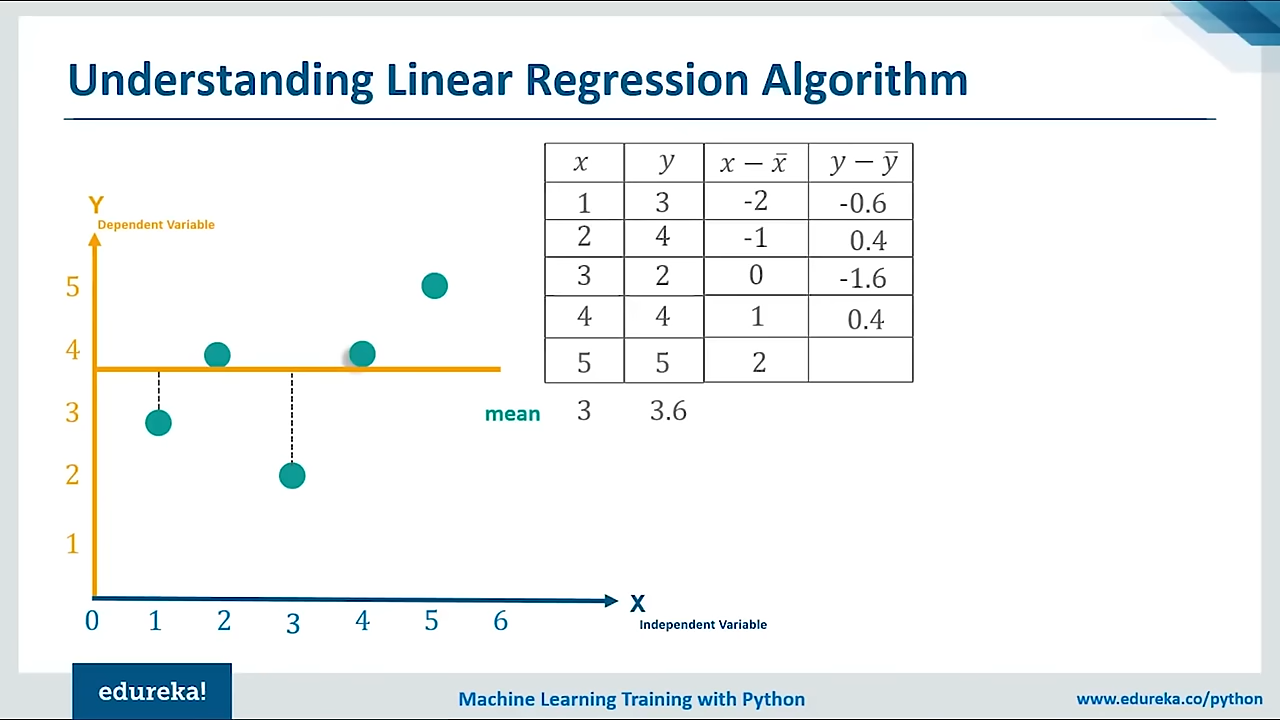 Understanding Linear Regression Algorithm
x y x − x̄ y − ȳ
1 3 -2 -0.6
2 4 -1 0.4
3 2 0 -1.6
4 4 1 0.4
5 5 2
mean 3 3.6
Y
Dependent Variable
5
4
3
2
1
0 1 2 3 4 5 6
X
Independent Variable
edureka!
Machine Learning Training with Python
www.edureka.co/python